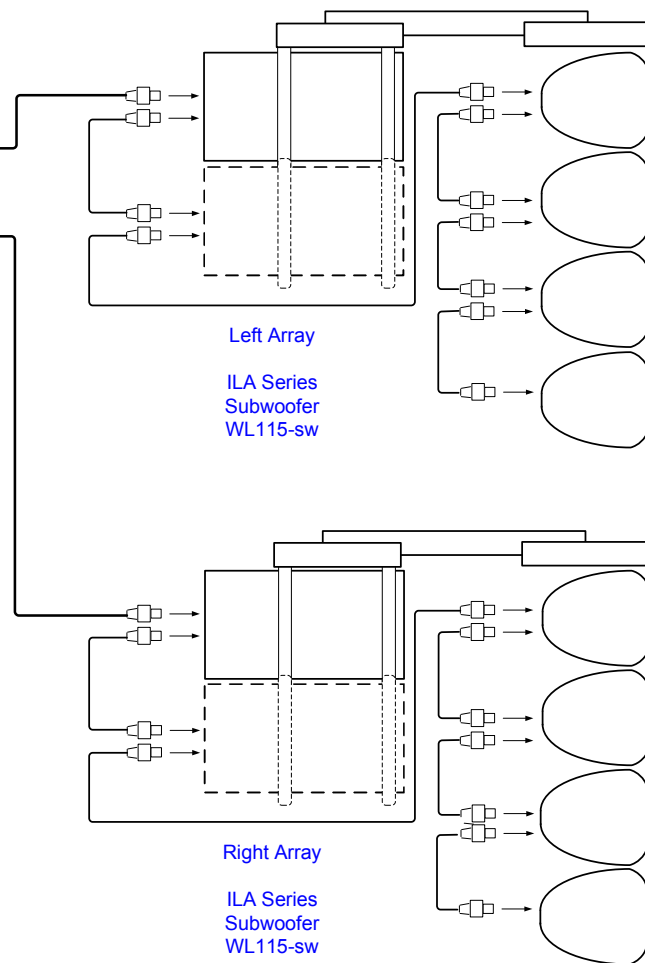 Left Array
ILA Series
Subwoofer
WL115-sw
Right Array
ILA Series
Subwoofer
WL115-sw